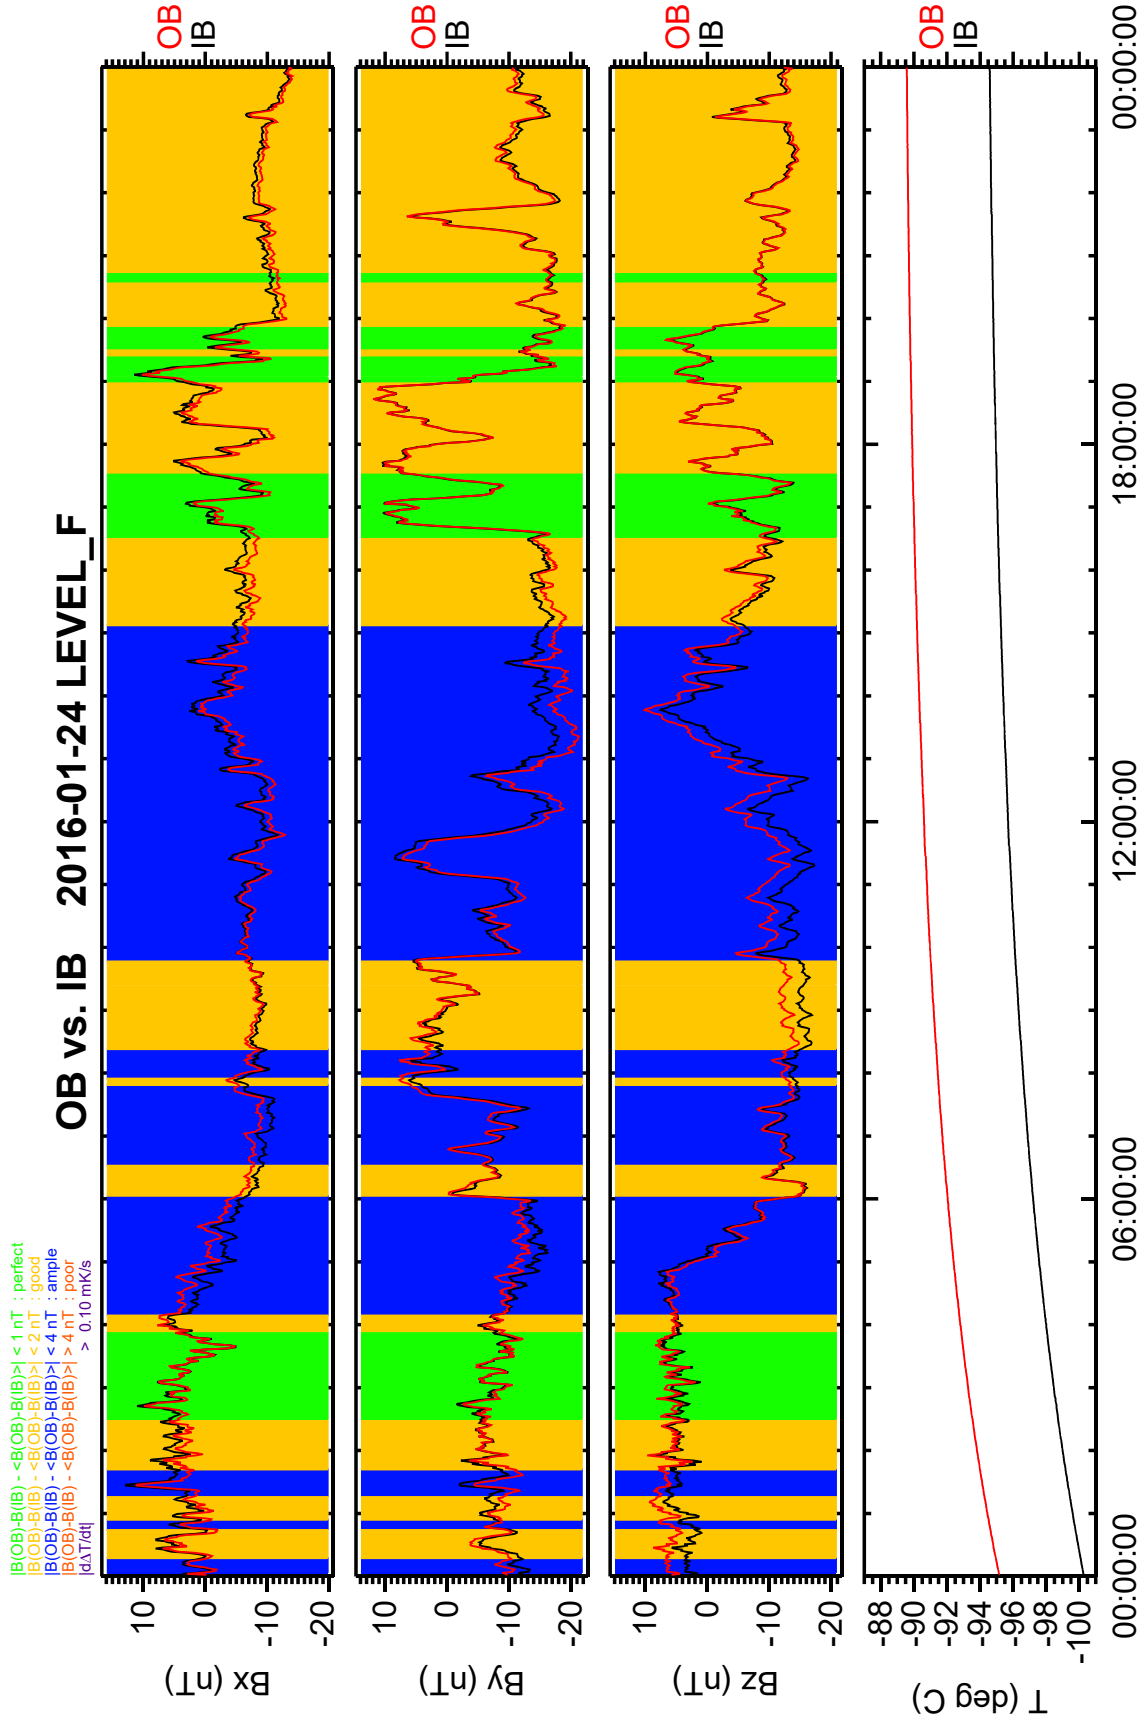 OB vs. IB 2016-01-24 LEVEL_F
|B(OB)-B(IB) - <B(OB)-B(IB)>| < 1 nT : perfect
|B(OB)-B(IB) - <B(OB)-B(IB)>| < 2 nT : good
|B(OB)-B(IB) - <B(OB)-B(IB)>| < 4 nT : ample
|B(OB)-B(IB) - <B(OB)-B(IB)>| > 4 nT : poor
|dΔT/dt| > 0.10 mK/s
Bx (nT)
10
0
-10
-20
OB
IB
By (nT)
10
0
-10
-20
OB
IB
Bz (nT)
10
0
-10
-20
OB
IB
T (deg C)
-88
-90
-92
-94
-96
-98
-100
OB
IB
00:00:00
06:00:00
12:00:00
18:00:00
00:00:00